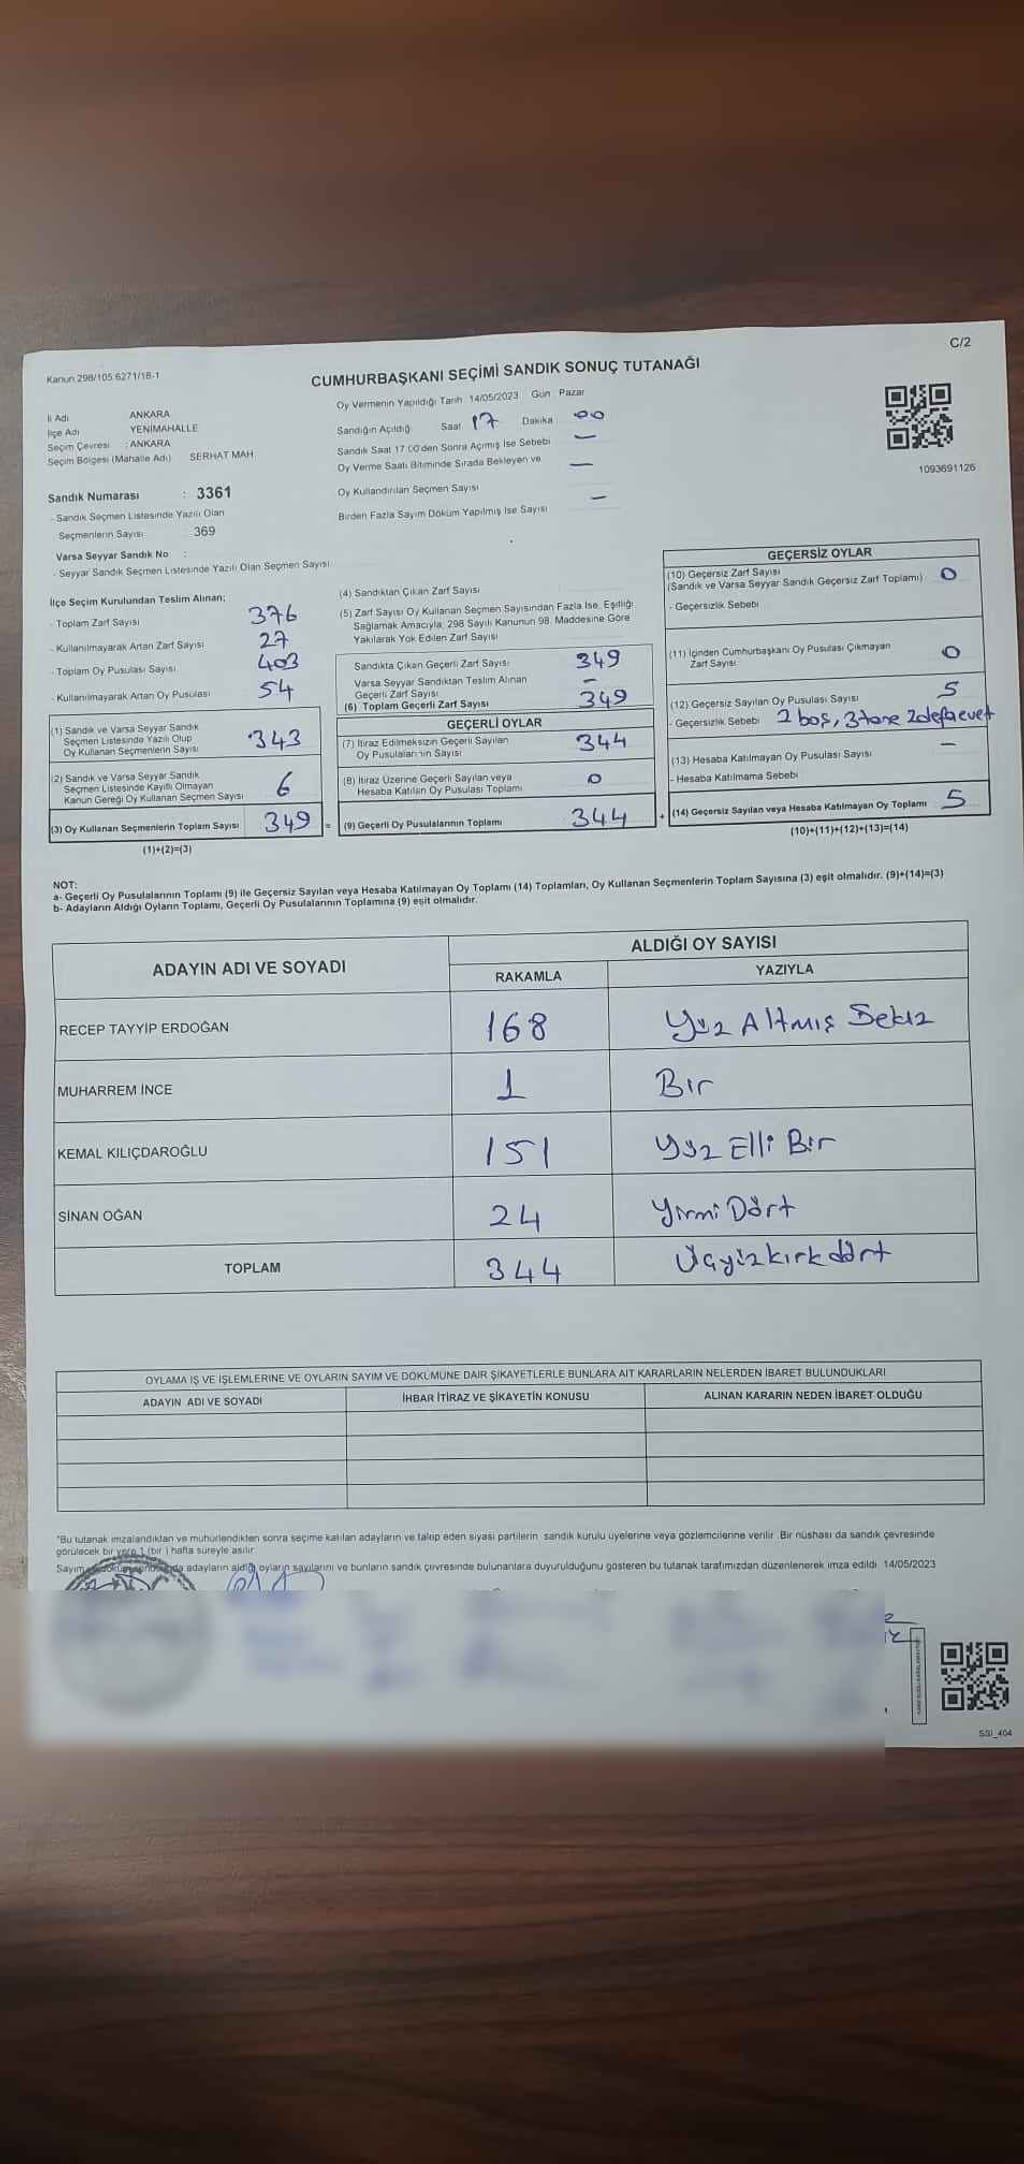 C/2
Kanun 298/105 6271/18-1
CUMHURBAŞKANI SEÇİMİ SANDIK SONUÇ TUTANAĞI
İl Adı ANKARA
İlçe Adı YENİMAHALLE
Seçim Çevresi : ANKARA
Seçim Bölgesi (Mahalle Adı) SERHAT MAH.
Oy Vermenin Yapıldığı Tarih 14/05/2023 Gün Pazar
Sandığın Açıldığı Saat 17 Dakika 00
Sandık Saat 17:00'den Sonra Açımış İse Sebebi —
Oy Verme Saati Bitiminde Sırada Bekleyen ve —
Oy Kullandırılan Seçmen Sayısı
Birden Fazla Sayım Döküm Yapılmış İse Sayısı —
1093691126
Sandık Numarası : 3361
- Sandık Seçmen Listesinde Yazılı Olan
Seçmenlerin Sayısı 369
Varsa Seyyar Sandık No :
- Seyyar Sandık Seçmen Listesinde Yazılı Olan Seçmen Sayısı
İlçe Seçim Kurulundan Teslim Alınan;
- Toplam Zarf Sayısı 376
- Kullanılmayarak Artan Zarf Sayısı 27
- Toplam Oy Pusulası Sayısı 403
- Kullanılmayarak Artan Oy Pusulası 54
(1) Sandık ve Varsa Seyyar Sandık
Seçmen Listesinde Yazılı Olup
Oy Kullanan Seçmenlerin Sayısı 343
(2) Sandık ve Varsa Seyyar Sandık
Seçmen Listesinde Kayıtlı Olmayan
Kanun Gereği Oy Kullanan Seçmen Sayısı 6
(3) Oy Kullanan Seçmenlerin Toplam Sayısı 349 =
(1)+(2)=(3)
(4) Sandıktan Çıkan Zarf Sayısı
(5) Zarf Sayısı Oy Kullanan Seçmen Sayısından Fazla İse, Eşitliği
Sağlamak Amacıyla, 298 Sayılı Kanunun 98. Maddesine Göre
Yakılarak Yok Edilen Zarf Sayısı
Sandıkta Çıkan Geçerli Zarf Sayısı 349
Varsa Seyyar Sandıktan Teslim Alınan
Geçerli Zarf Sayısı —
(6) Toplam Geçerli Zarf Sayısı 349
GEÇERLİ OYLAR
(7) İtiraz Edilmeksizin Geçerli Sayılan
Oy Pusulalarının Sayısı 344
(8) İtiraz Üzerine Geçerli Sayılan veya
Hesaba Katılan Oy Pusulası Toplamı 0
(9) Geçerli Oy Pusulalarının Toplamı 344 +
GEÇERSİZ OYLAR
(10) Geçersiz Zarf Sayısı
(Sandık ve Varsa Seyyar Sandık Geçersiz Zarf Toplamı) 0
- Geçersizlik Sebebi
(11) İçinden Cumhurbaşkanı Oy Pusulası Çıkmayan
Zarf Sayısı 0
(12) Geçersiz Sayılan Oy Pusulası Sayısı 5
- Geçersizlik Sebebi 2 boş, 3 tane 2 defa evet
(13) Hesaba Katılmayan Oy Pusulası Sayısı —
- Hesaba Katılmama Sebebi
(14) Geçersiz Sayılan veya Hesaba Katılmayan Oy Toplamı 5
(10)+(11)+(12)+(13)=(14)
NOT:
a- Geçerli Oy Pusulalarının Toplamı (9) ile Geçersiz Sayılan veya Hesaba Katılmayan Oy Toplamı (14) Toplamları, Oy Kullanan Seçmenlerin Toplam Sayısına (3) eşit olmalıdır. (9)+(14)=(3)
b- Adayların Aldığı Oyların Toplamı, Geçerli Oy Pusulalarının Toplamına (9) eşit olmalıdır.
ADAYIN ADI VE SOYADI ALDIĞI OY SAYISI
RAKAMLA YAZIYLA
RECEP TAYYİP ERDOĞAN 168 Yüz Altmış Sekiz
MUHARREM İNCE 1 Bir
KEMAL KILIÇDAROĞLU 151 Yüz Elli Bir
SİNAN OĞAN 24 Yirmi Dört
TOPLAM 344 Üçyüzkırkdört
OYLAMA İŞ VE İŞLEMLERİNE VE OYLARIN SAYIM VE DÖKÜMÜNE DAİR ŞİKAYETLERLE BUNLARA AİT KARARLARIN NELERDEN İBARET BULUNDUKLARI
ADAYIN ADI VE SOYADI İHBAR İTİRAZ VE ŞİKAYETİN KONUSU ALINAN KARARIN NEDEN İBARET OLDUĞU
*Bu tutanak imzalandıktan ve mühürlendikten sonra seçime katılan adayların ve talep eden siyasi partilerin sandık kurulu üyelerine veya gözlemcilerine verilir. Bir nüshası da sandık çevresinde
görülecek bir yere 1 (bir) hafta süreyle asılır.
Sayım adayların aldığı oyların sayılarını ve bunların sandık çevresinde bulunanlara duyurulduğunu gösteren bu tutanak tarafımızdan düzenlenerek imza edildi. 14/05/2023
SSI_404